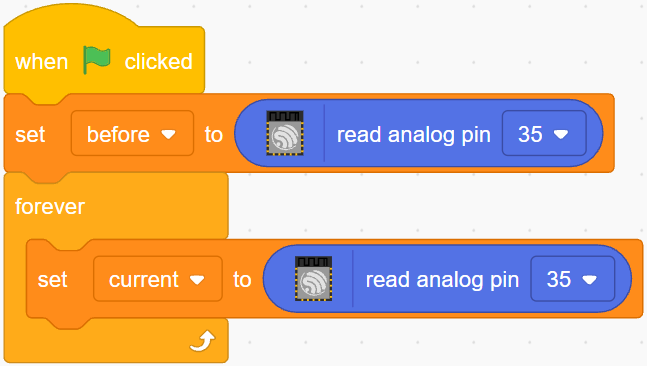 when clicked
set before to read analog pin 35
forever
set current to read analog pin 35